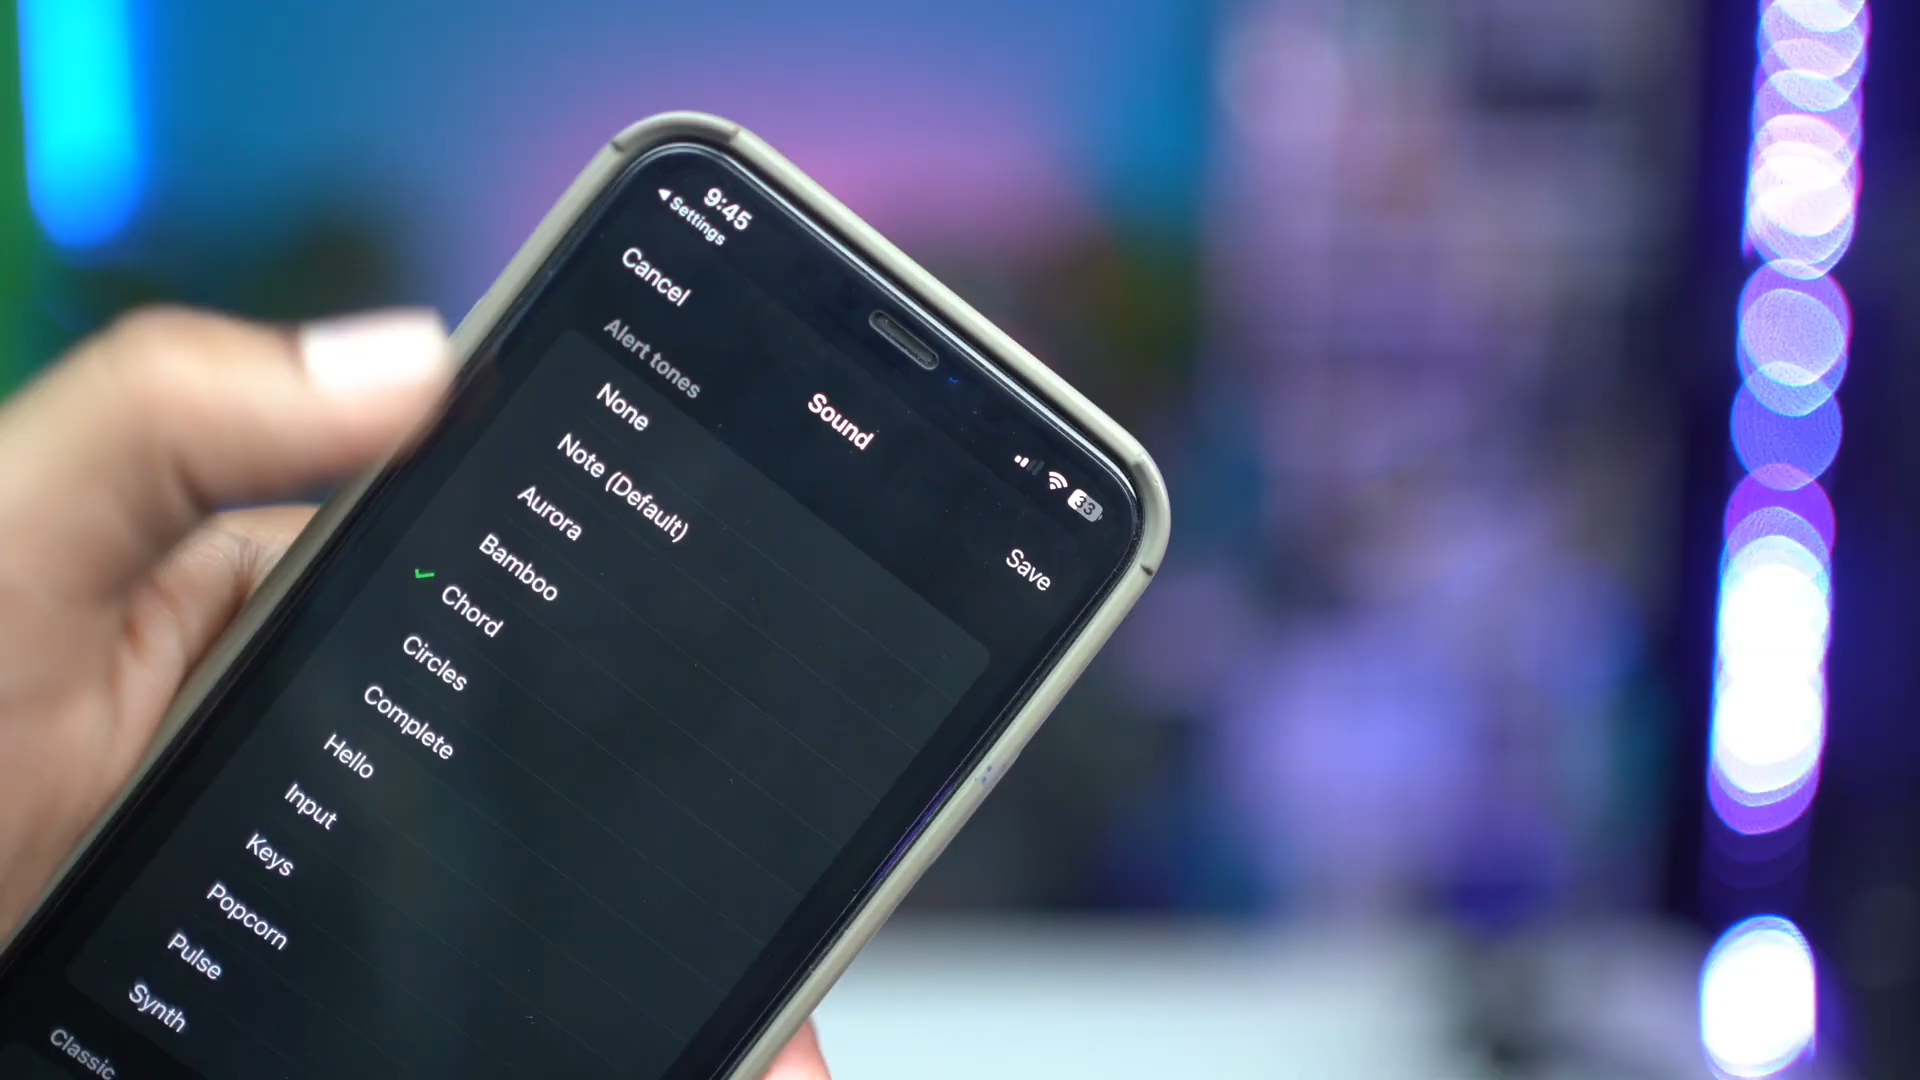 9:45
◀ Settings
33
Cancel
Sound
Save
Alert tones
None
Note (Default)
Aurora
Bamboo
Chord
Circles
Complete
Hello
Input
Keys
Popcorn
Pulse
Synth
Classic